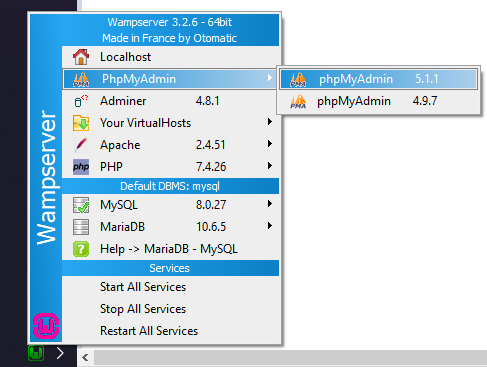 Wampserver 3.2.6 - 64bit
Made in France by Otomatic
Localhost
PhpMyAdmin
phpMyAdmin 5.1.1
phpMyAdmin 4.9.7
Adminer 4.8.1
Your VirtualHosts
Apache 2.4.51
php PHP 7.4.26
Default DBMS: mysql
MySQL 8.0.27
MariaDB 10.6.5
Help -> MariaDB - MySQL
Services
Start All Services
Stop All Services
Restart All Services
Wampserver
PMA